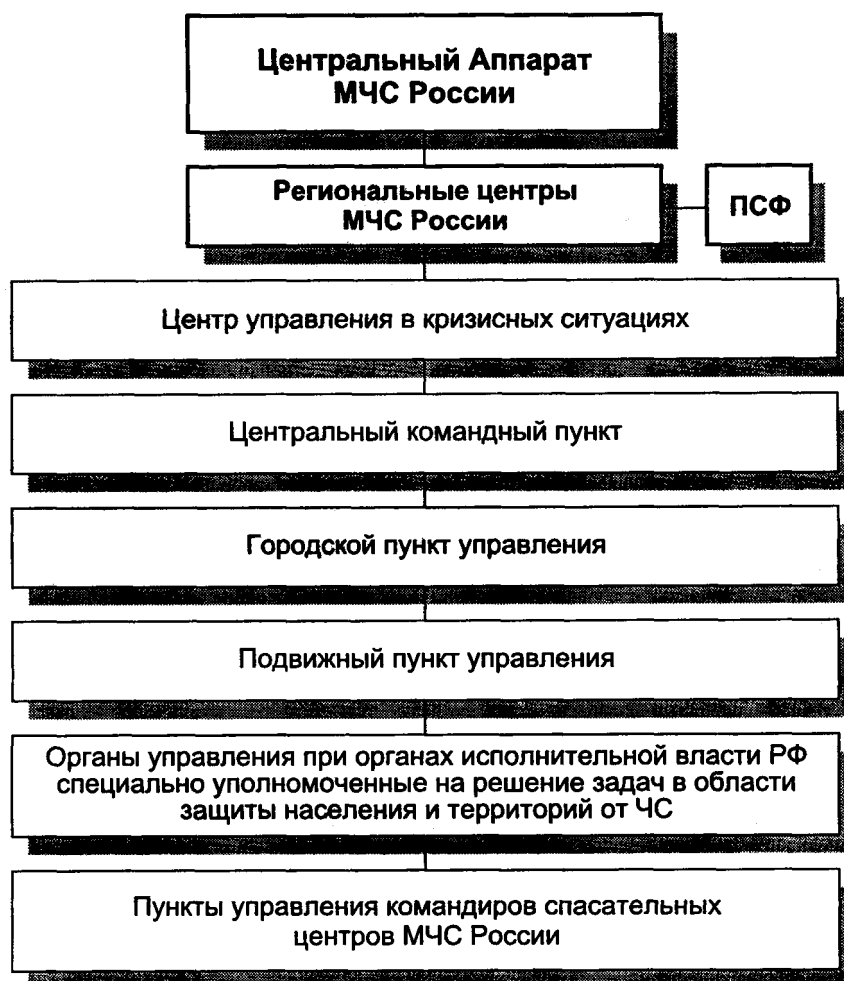 Центральный Аппарат
МЧС России
Региональные центры
МЧС России
ПСФ
Центр управления в кризисных ситуациях
Центральный командный пункт
Городской пункт управления
Подвижный пункт управления
Органы управления при органах исполнительной власти РФ
специально уполномоченные на решение задач в области
защиты населения и территорий от ЧС
Пункты управления командиров спасательных
центров МЧС России